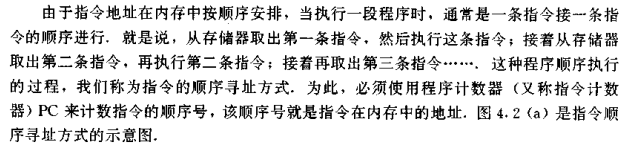 由于指令地址在内存中按顺序安排，当执行一段程序时，通常是一条指令接一条指
令的顺序进行．就是说，从存储器取出第一条指令，然后执行这条指令；接着从存储器
取出第二条指令，再执行第二条指令；接着再取出第三条指令……．这种程序顺序执行
的过程，我们称为指令的顺序寻址方式．为此，必须使用程序计数器（又称指令计数
器）PC 来计数指令的顺序号，该顺序号就是指令在内存中的地址．图 4.2（a）是指令顺
序寻址方式的示意图．